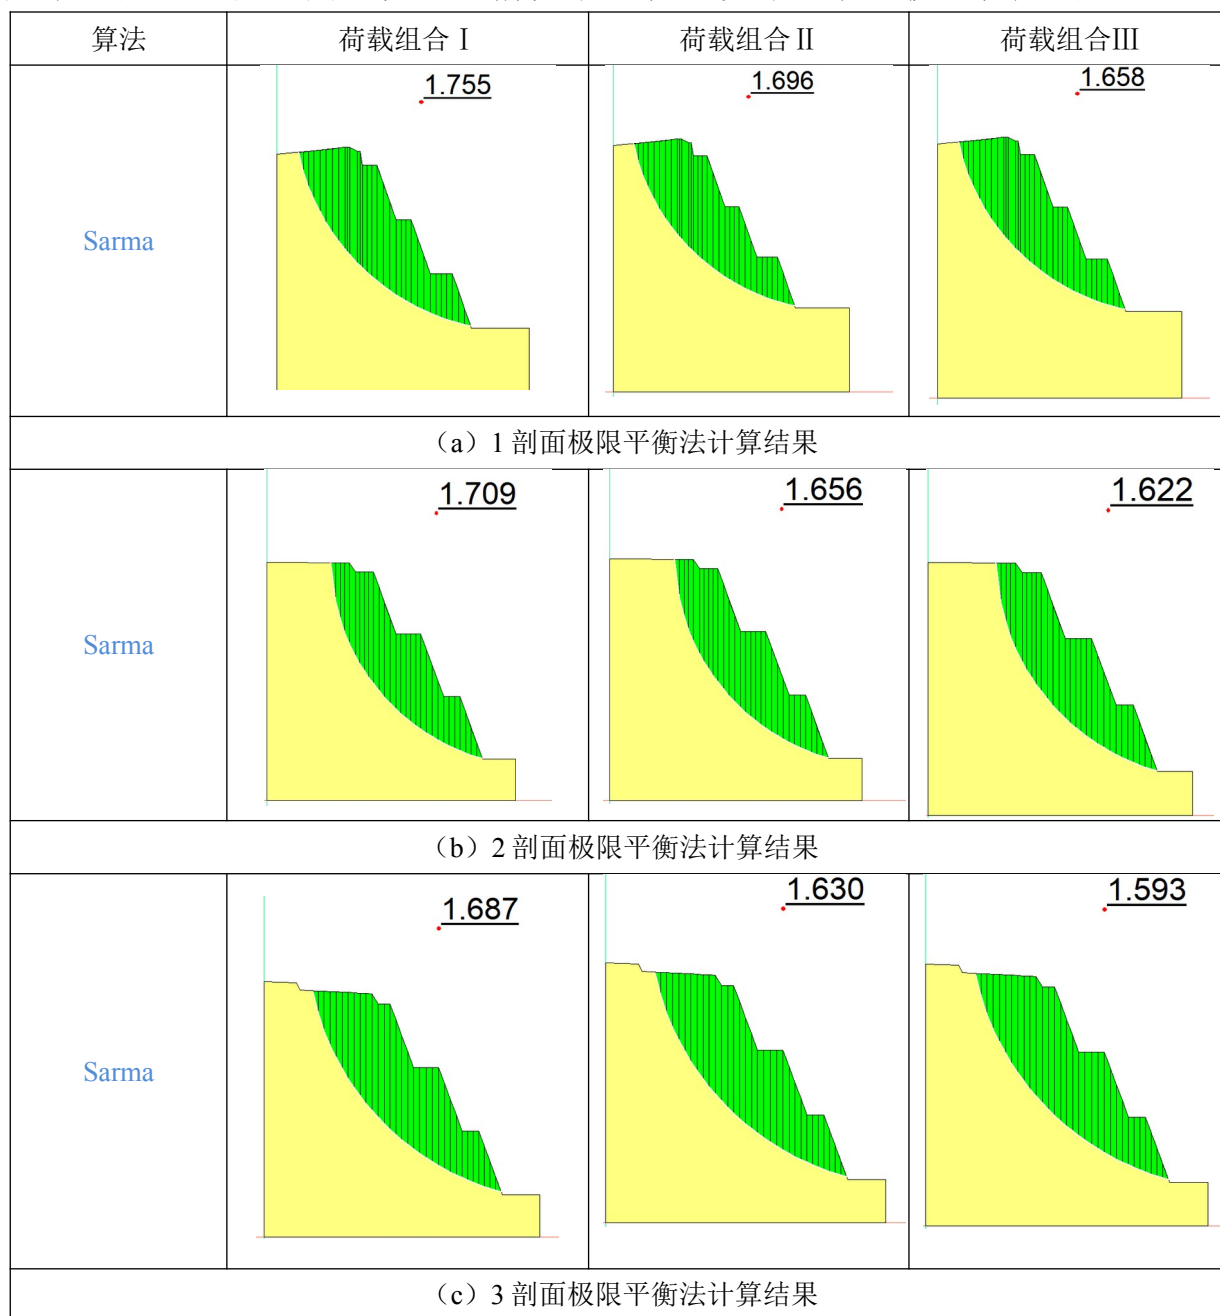 算法 荷载组合Ⅰ 荷载组合Ⅱ 荷载组合Ⅲ
Sarma 1.755 1.696 1.658
（a）1 剖面极限平衡法计算结果
Sarma 1.709 1.656 1.622
（b）2 剖面极限平衡法计算结果
Sarma 1.687 1.630 1.593
（c）3 剖面极限平衡法计算结果